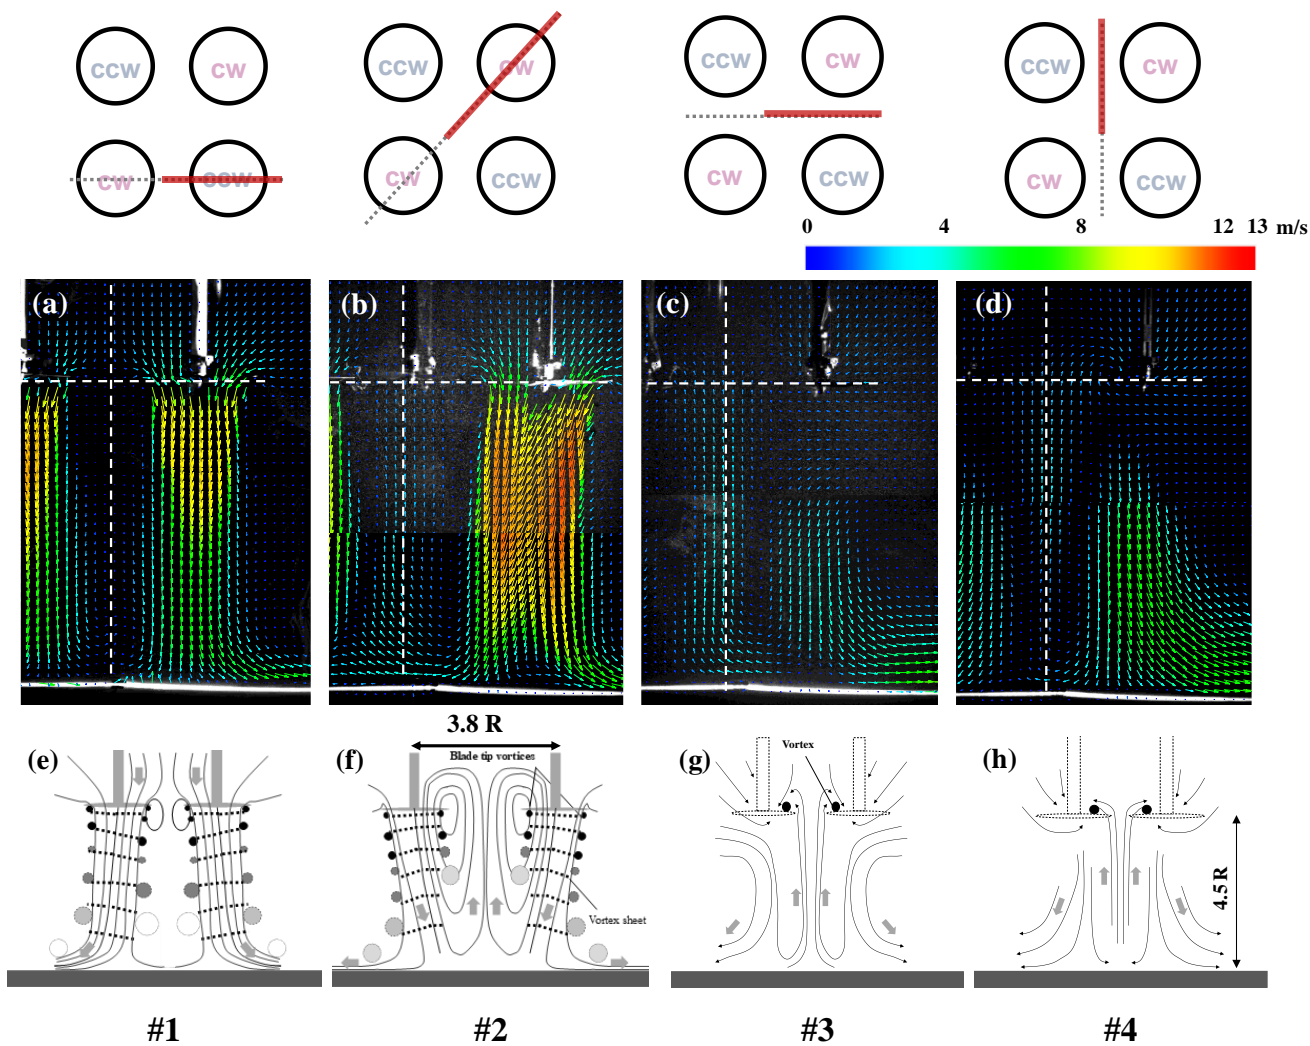 CCW CW
CW CCW
CCW CW
CW CCW
CCW CW
CW CCW
CCW CW
CW CCW
0 4 8 12 13 m/s
(a) (b) (c) (d)
3.8 R
(e) (f) Blade tip vortices (g) Vortex (h)
4.5 R
Vortex sheet
#1 #2 #3 #4